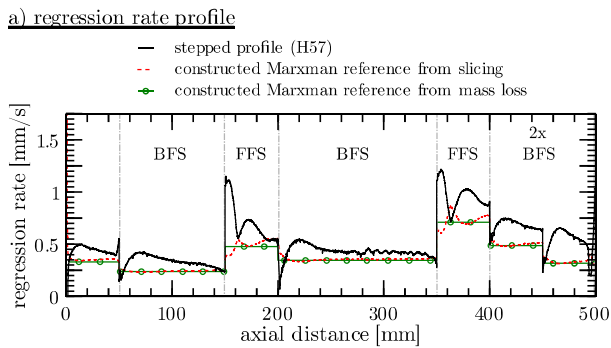 a) regression rate profile
stepped profile (H57)
constructed Marxman reference from slicing
constructed Marxman reference from mass loss
regression rate [mm/s]
1.5
1
0.5
0
BFS
FFS
BFS
FFS
2x
BFS
0 100 200 300 400 500
axial distance [mm]